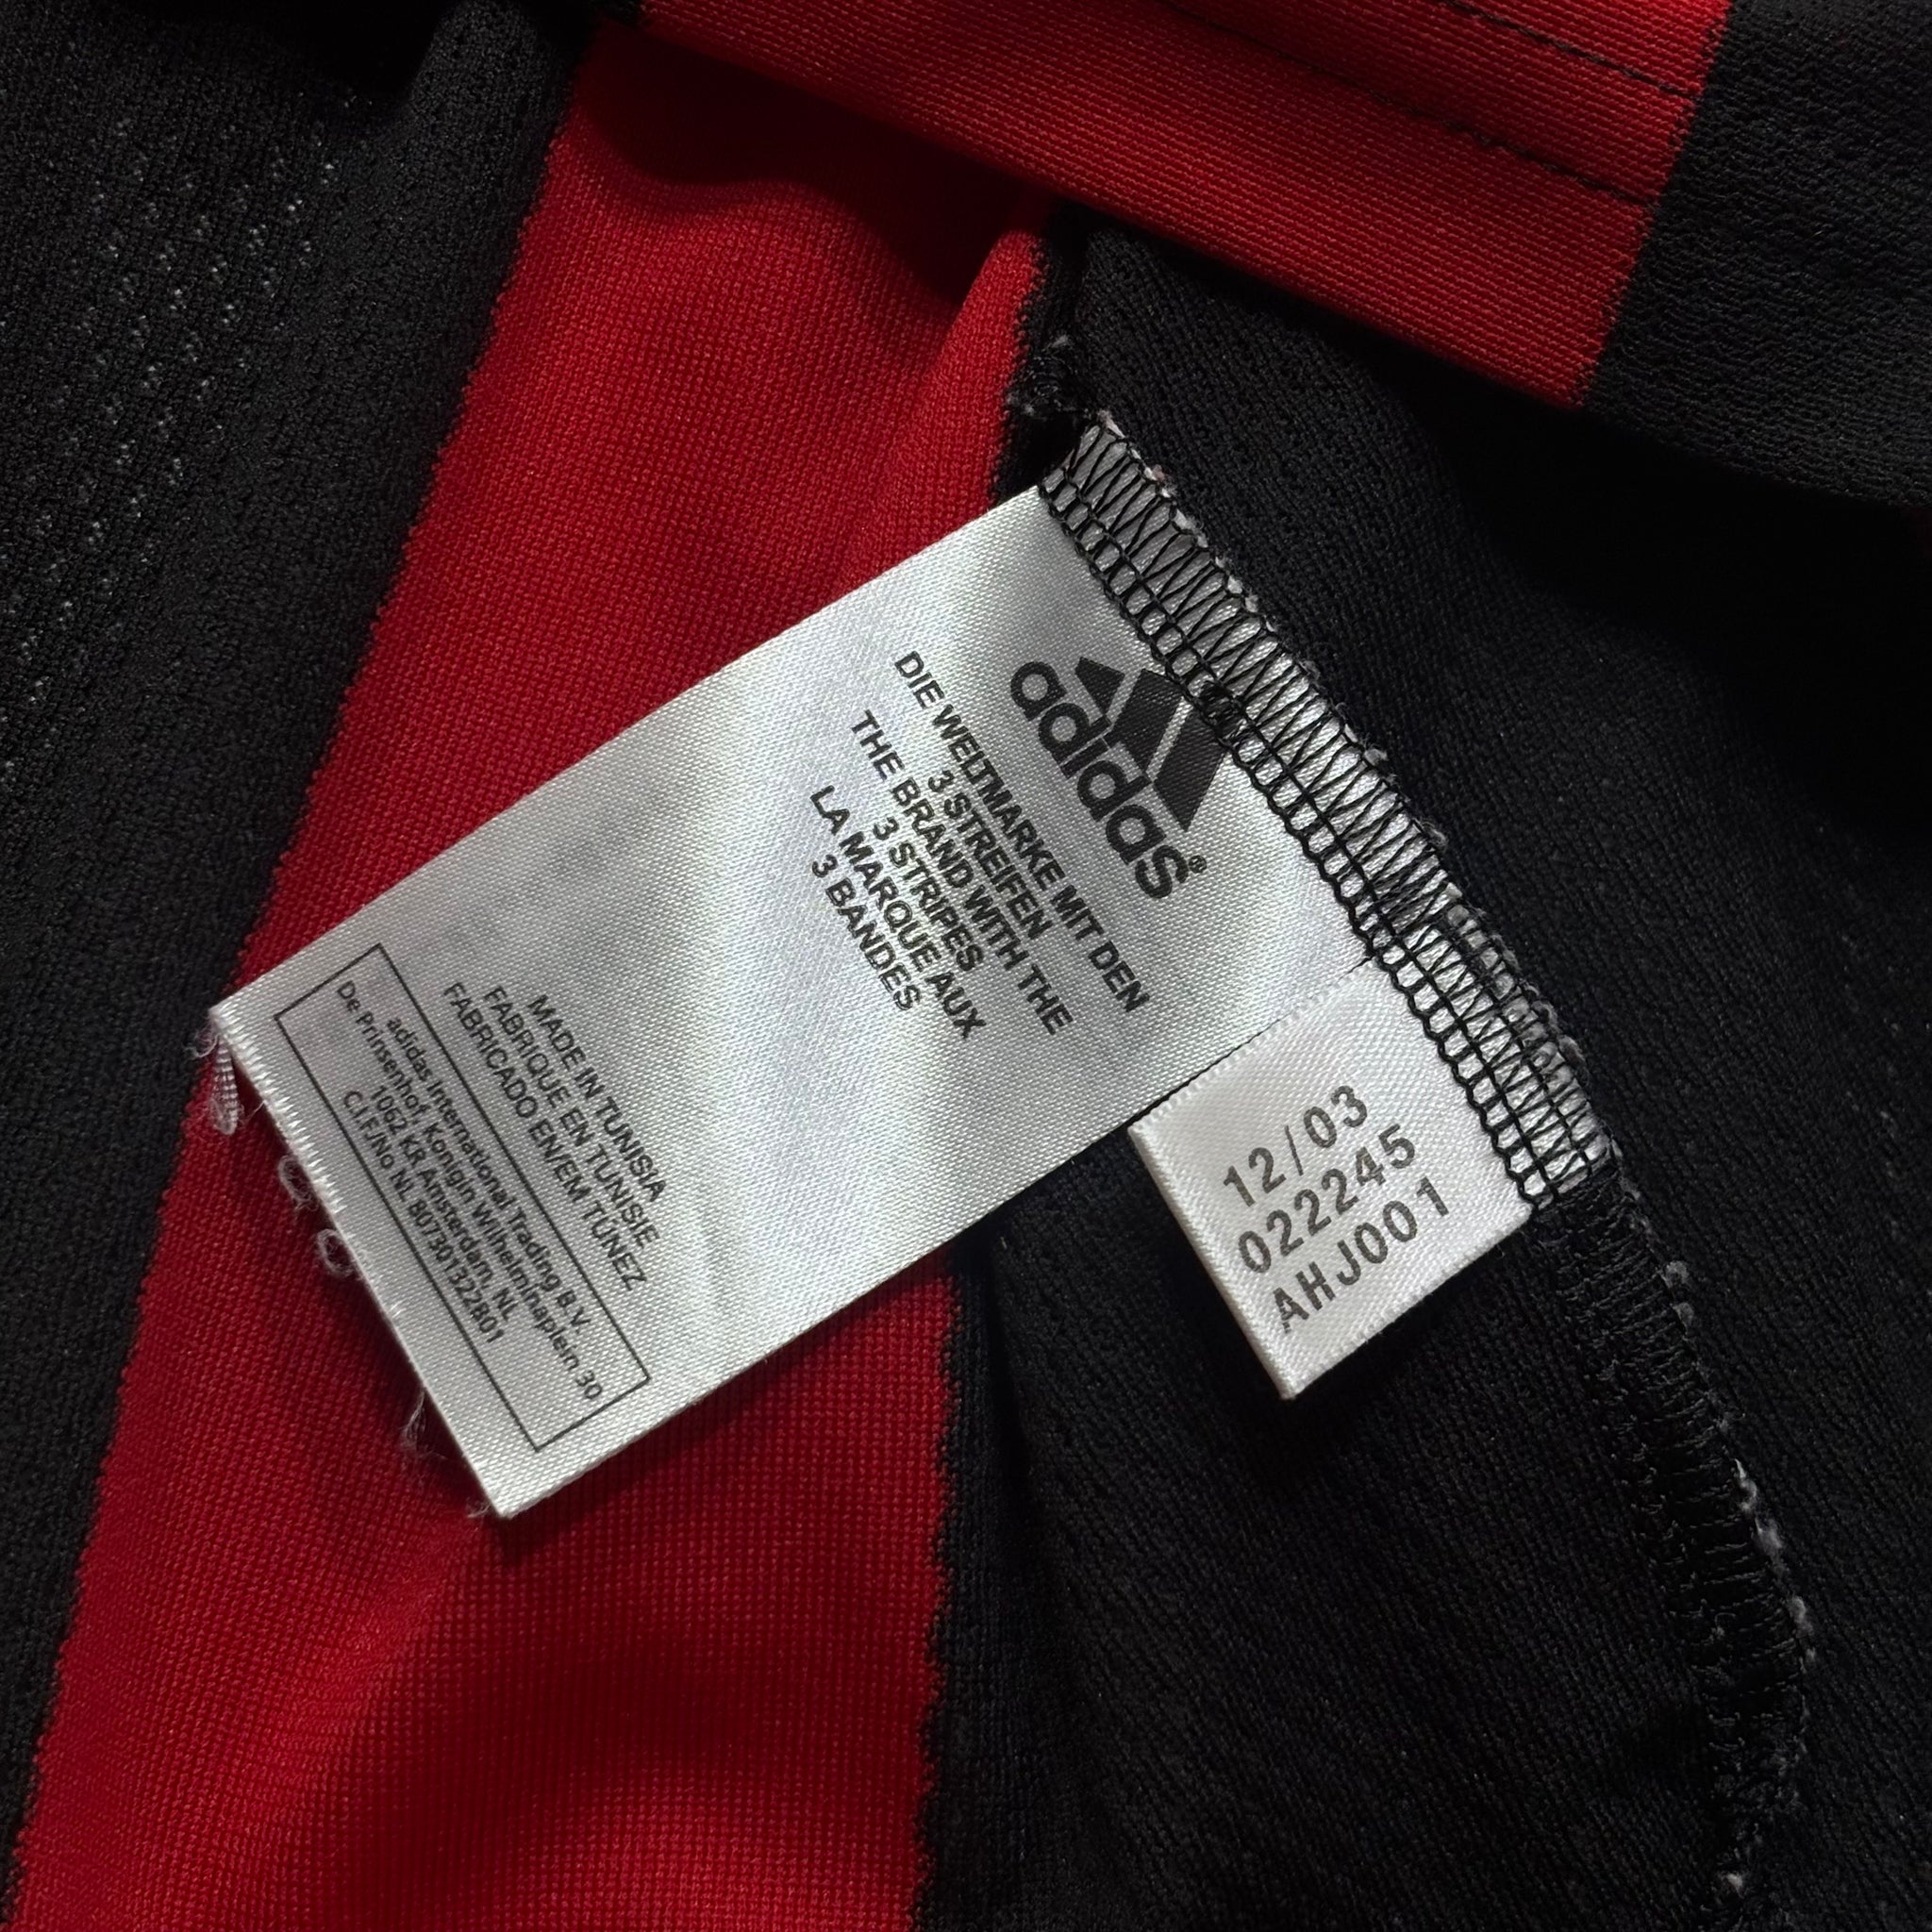 adidas®
DIE WELTMARKE MIT DEN
3 STREIFEN
THE BRAND WITH THE
3 STRIPES
LA MARQUE AUX
3 BANDES
MADE IN TUNISIA
FABRIQUE EN TUNISIE
FABRICADO EN/EM TÚNEZ
adidas International Trading B.V.
De Prinsenhof, Konigin Wilhelminaplein 30
1062 KR Amsterdam, NL
C.I.F./No NL 807301322B01
12/03
022245
AHJ001